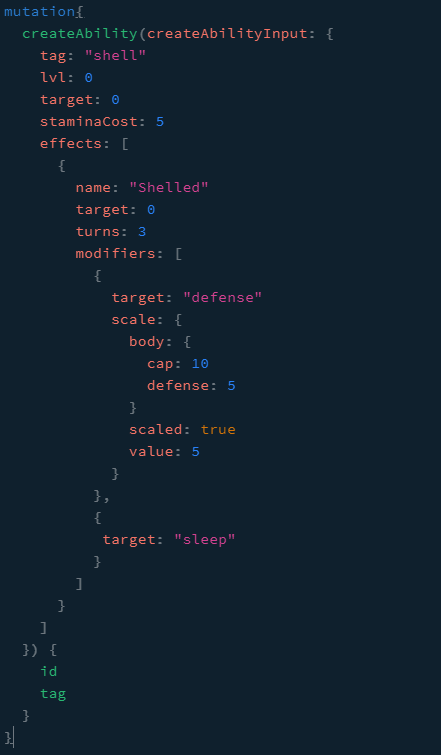 mutation{
  createAbility(createAbilityInput: {
    tag: "shell"
    lvl: 0
    target: 0
    staminaCost: 5
    effects: [
      {
        name: "Shelled"
        target: 0
        turns: 3
        modifiers: [
          {
            target: "defense"
            scale: {
              body: {
                cap: 10
                defense: 5
              }
              scaled: true
              value: 5
            }
          },
          {
           target: "sleep"
          }
        ]
      }
    ]
  }) {
    id
    tag
  }
}